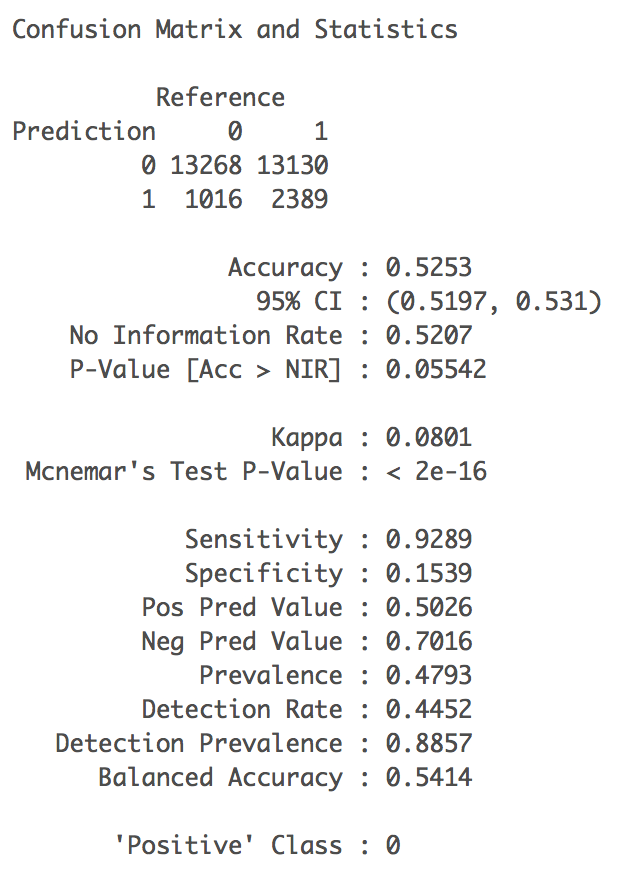 Confusion Matrix and Statistics
Reference
Prediction 0 1
0 13268 13130
1 1016 2389
Accuracy : 0.5253
95% CI : (0.5197, 0.531)
No Information Rate : 0.5207
P-Value [Acc > NIR] : 0.05542
Kappa : 0.0801
Mcnemar's Test P-Value : < 2e-16
Sensitivity : 0.9289
Specificity : 0.1539
Pos Pred Value : 0.5026
Neg Pred Value : 0.7016
Prevalence : 0.4793
Detection Rate : 0.4452
Detection Prevalence : 0.8857
Balanced Accuracy : 0.5414
'Positive' Class : 0